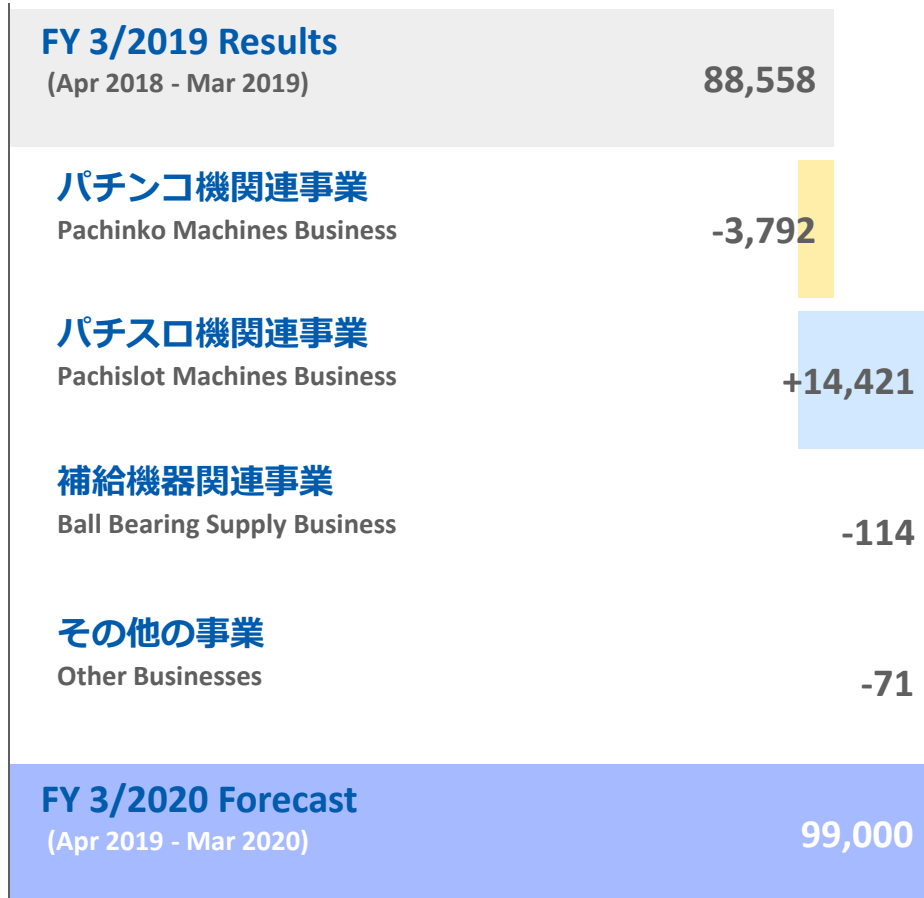 FY 3/2019 Results
(Apr 2018 - Mar 2019)
88,558
パチンコ機関連事業
Pachinko Machines Business
-3,792
パチスロ機関連事業
Pachislot Machines Business
+14,421
補給機器関連事業
Ball Bearing Supply Business
-114
その他の事業
Other Businesses
-71
FY 3/2020 Forecast
(Apr 2019 - Mar 2020)
99,000